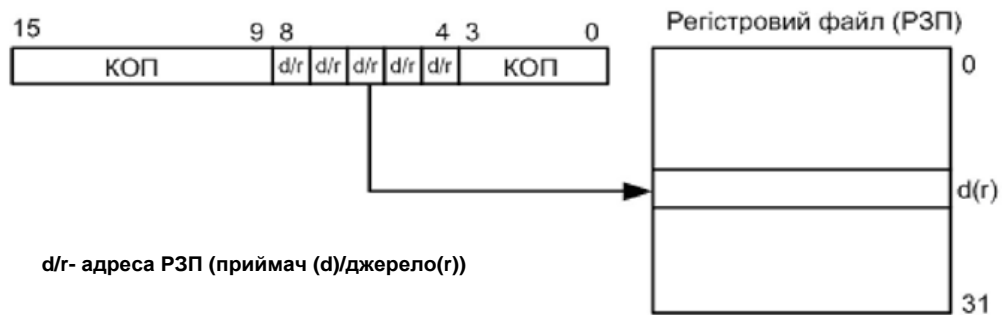 Регістровий файл (РЗП)
15 9 8 4 3 0
КОП d/r d/r d/r d/r d/r КОП
0
d(r)
d/r- адреса РЗП (приймач (d)/джерело(r))
31